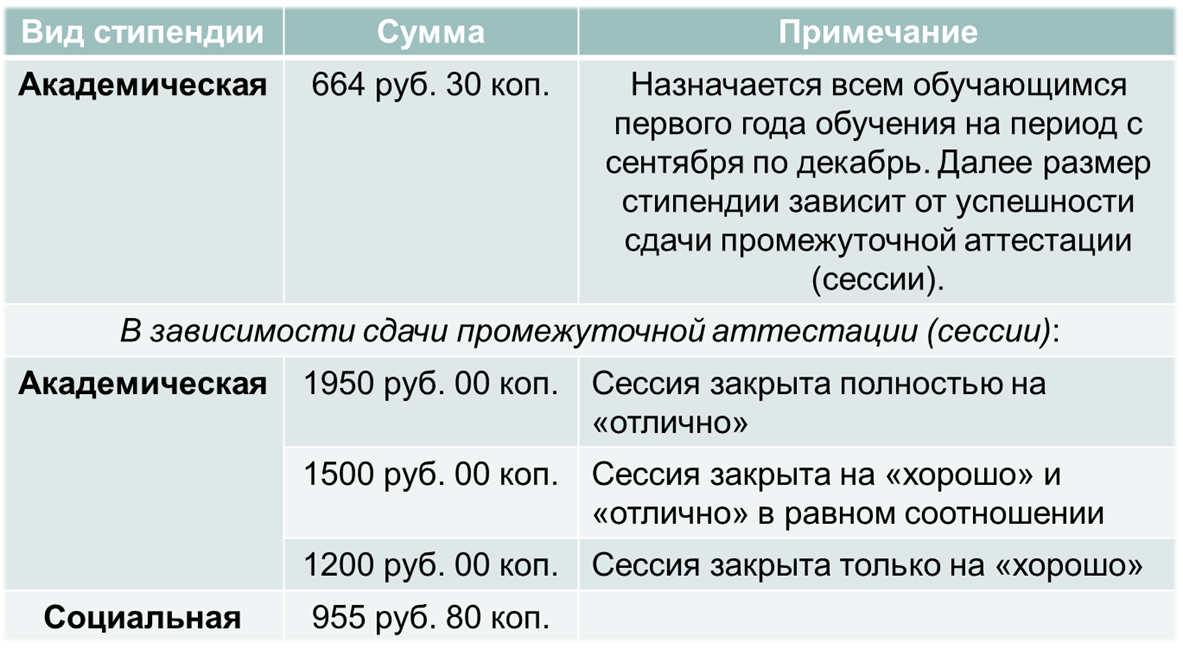 Вид стипендии Сумма Примечание
Академическая 664 руб. 30 коп. Назначается всем обучающимся
первого года обучения на период с
сентября по декабрь. Далее размер
стипендии зависит от успешности
сдачи промежуточной аттестации
(сессии).
В зависимости сдачи промежуточной аттестации (сессии):
Академическая 1950 руб. 00 коп. Сессия закрыта полностью на
«отлично»
1500 руб. 00 коп. Сессия закрыта на «хорошо» и
«отлично» в равном соотношении
1200 руб. 00 коп. Сессия закрыта только на «хорошо»
Социальная 955 руб. 80 коп.